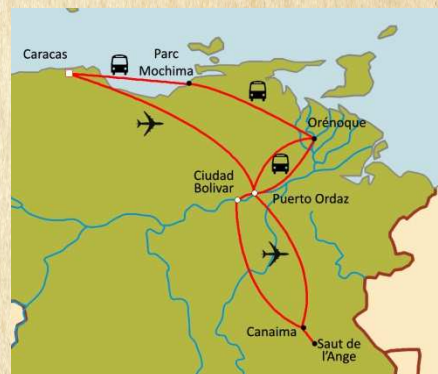 Caracas
Parc
Mochima
Orénoque
Ciudad
Bolivar
Puerto Ordaz
Canaima
Saut de
l'Ange